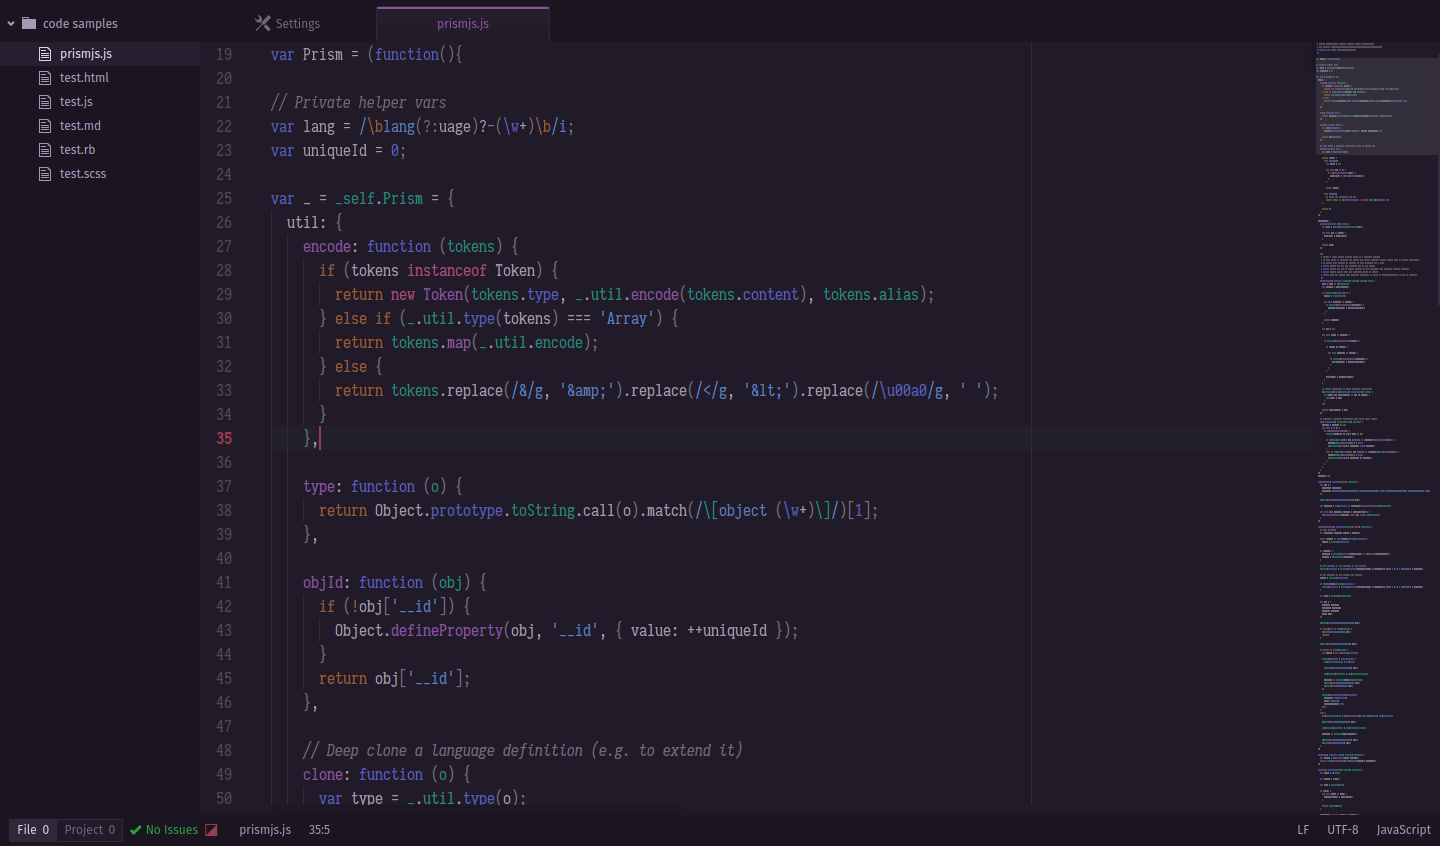 code samples
prismjs.js
test.html
test.js
test.md
test.rb
test.scss
Settings
prismjs.js
19 var Prism = (function(){
20
21 // Private helper vars
22 var lang = /\blang(?:uage)?-(\w+)\b/i;
23 var uniqueId = 0;
24
25 var _ = _self.Prism = {
26 util: {
27 encode: function (tokens) {
28 if (tokens instanceof Token) {
29 return new Token(tokens.type, _.util.encode(tokens.content), tokens.alias);
30 } else if (_.util.type(tokens) === 'Array') {
31 return tokens.map(_.util.encode);
32 } else {
33 return tokens.replace(/&/g, '&amp;').replace(/</g, '&lt;').replace(/\u00a0/g, ' ');
34 }
35 },
36
37 type: function (o) {
38 return Object.prototype.toString.call(o).match(/\[object (\w+)\]/)[1];
39 },
40
41 objId: function (obj) {
42 if (!obj['__id']) {
43 Object.defineProperty(obj, '__id', { value: ++uniqueId });
44 }
45 return obj['__id'];
46 },
47
48 // Deep clone a language definition (e.g. to extend it)
49 clone: function (o) {
50 var type = _.util.type(o);
File 0 Project 0 No Issues prismjs.js 35:5 LF UTF-8 JavaScript